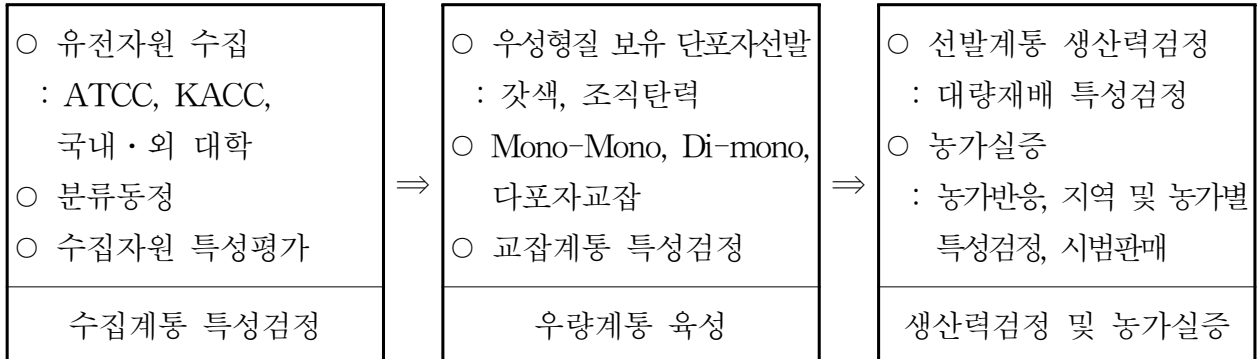 ○ 유전자원 수집
: ATCC, KACC,
국내・외 대학
○ 분류동정
○ 수집자원 특성평가
수집계통 특성검정
⇒
○ 우성형질 보유 단포자선발
: 갓색, 조직탄력
○ Mono-Mono, Di-mono,
다포자교잡
○ 교잡계통 특성검정
우량계통 육성
⇒
○ 선발계통 생산력검정
: 대량재배 특성검정
○ 농가실증
: 농가반응, 지역 및 농가별
특성검정, 시범판매
생산력검정 및 농가실증